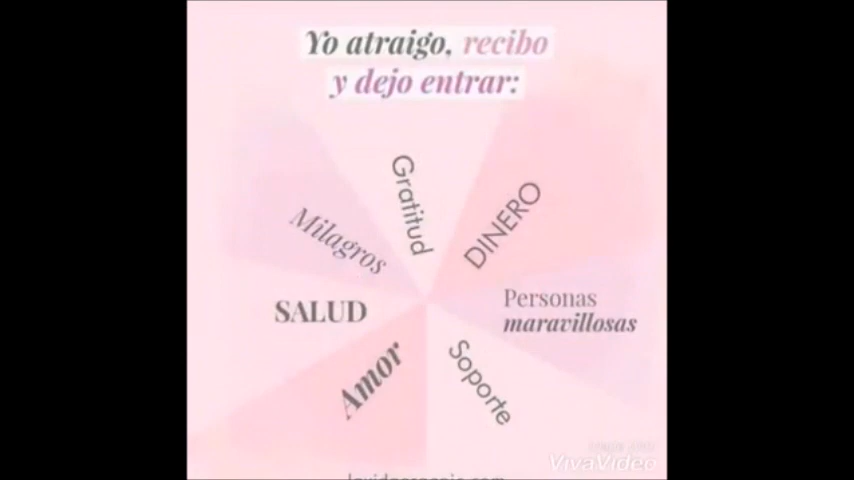 Yo atraigo, recibo
y dejo entrar:
Gratitud
DINERO
Milagros
Personas
maravillosas
SALUD
Amor
Soporte
VivaVideo